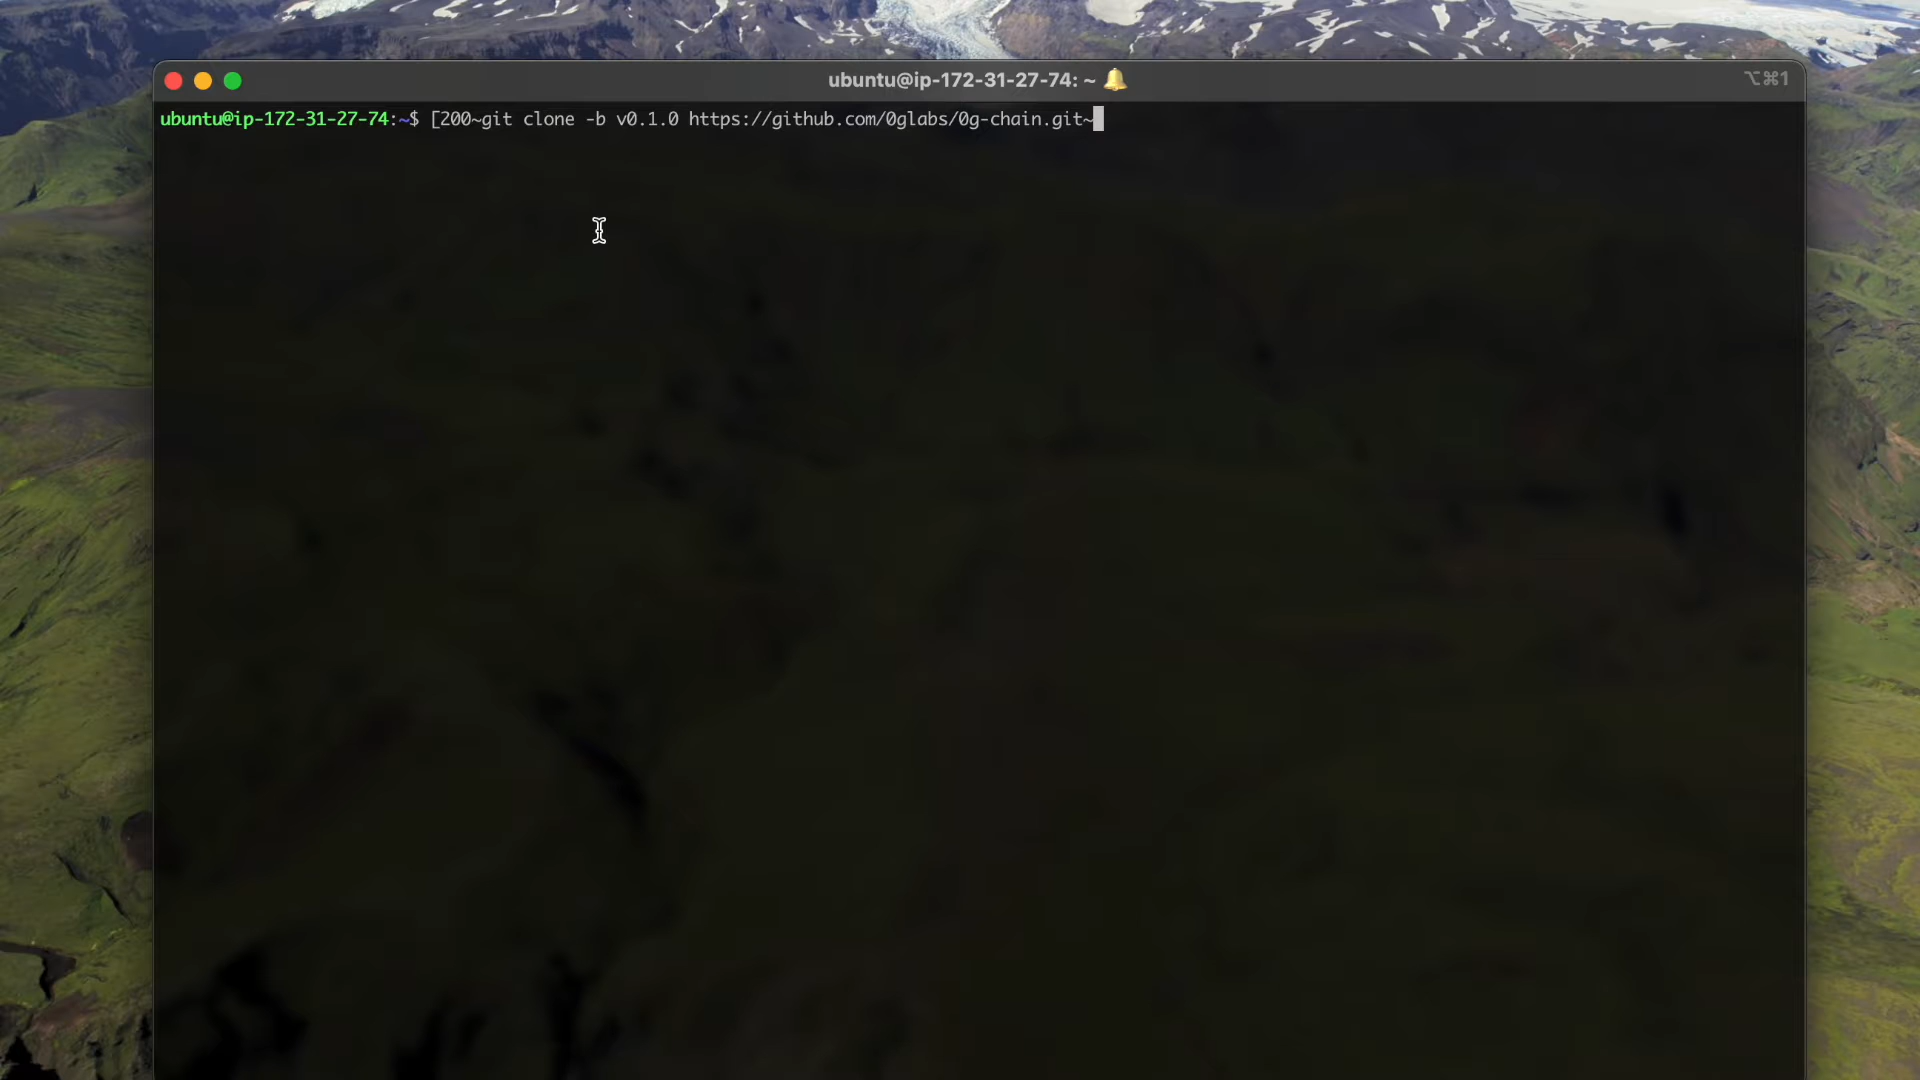 ubuntu@ip-172-31-27-74: ~ 🔔
⌥⌘1
ubuntu@ip-172-31-27-74:~$ [200~git clone -b v0.1.0 https://github.com/0glabs/0g-chain.git~